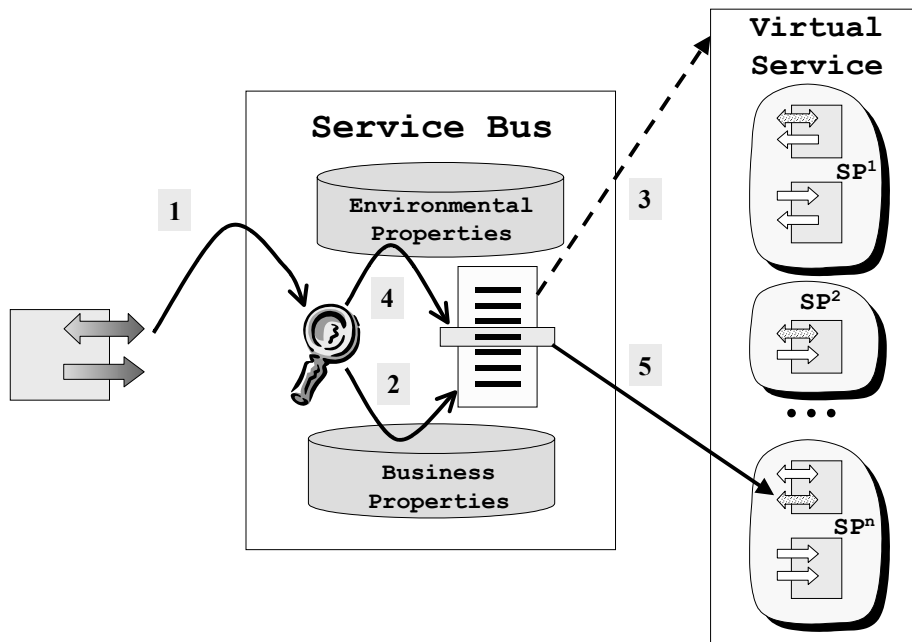 Virtual
Service
Service Bus
SP¹
1
Environmental
Properties
3
4
SP²
5
2
• • •
Business
Properties
SPⁿ